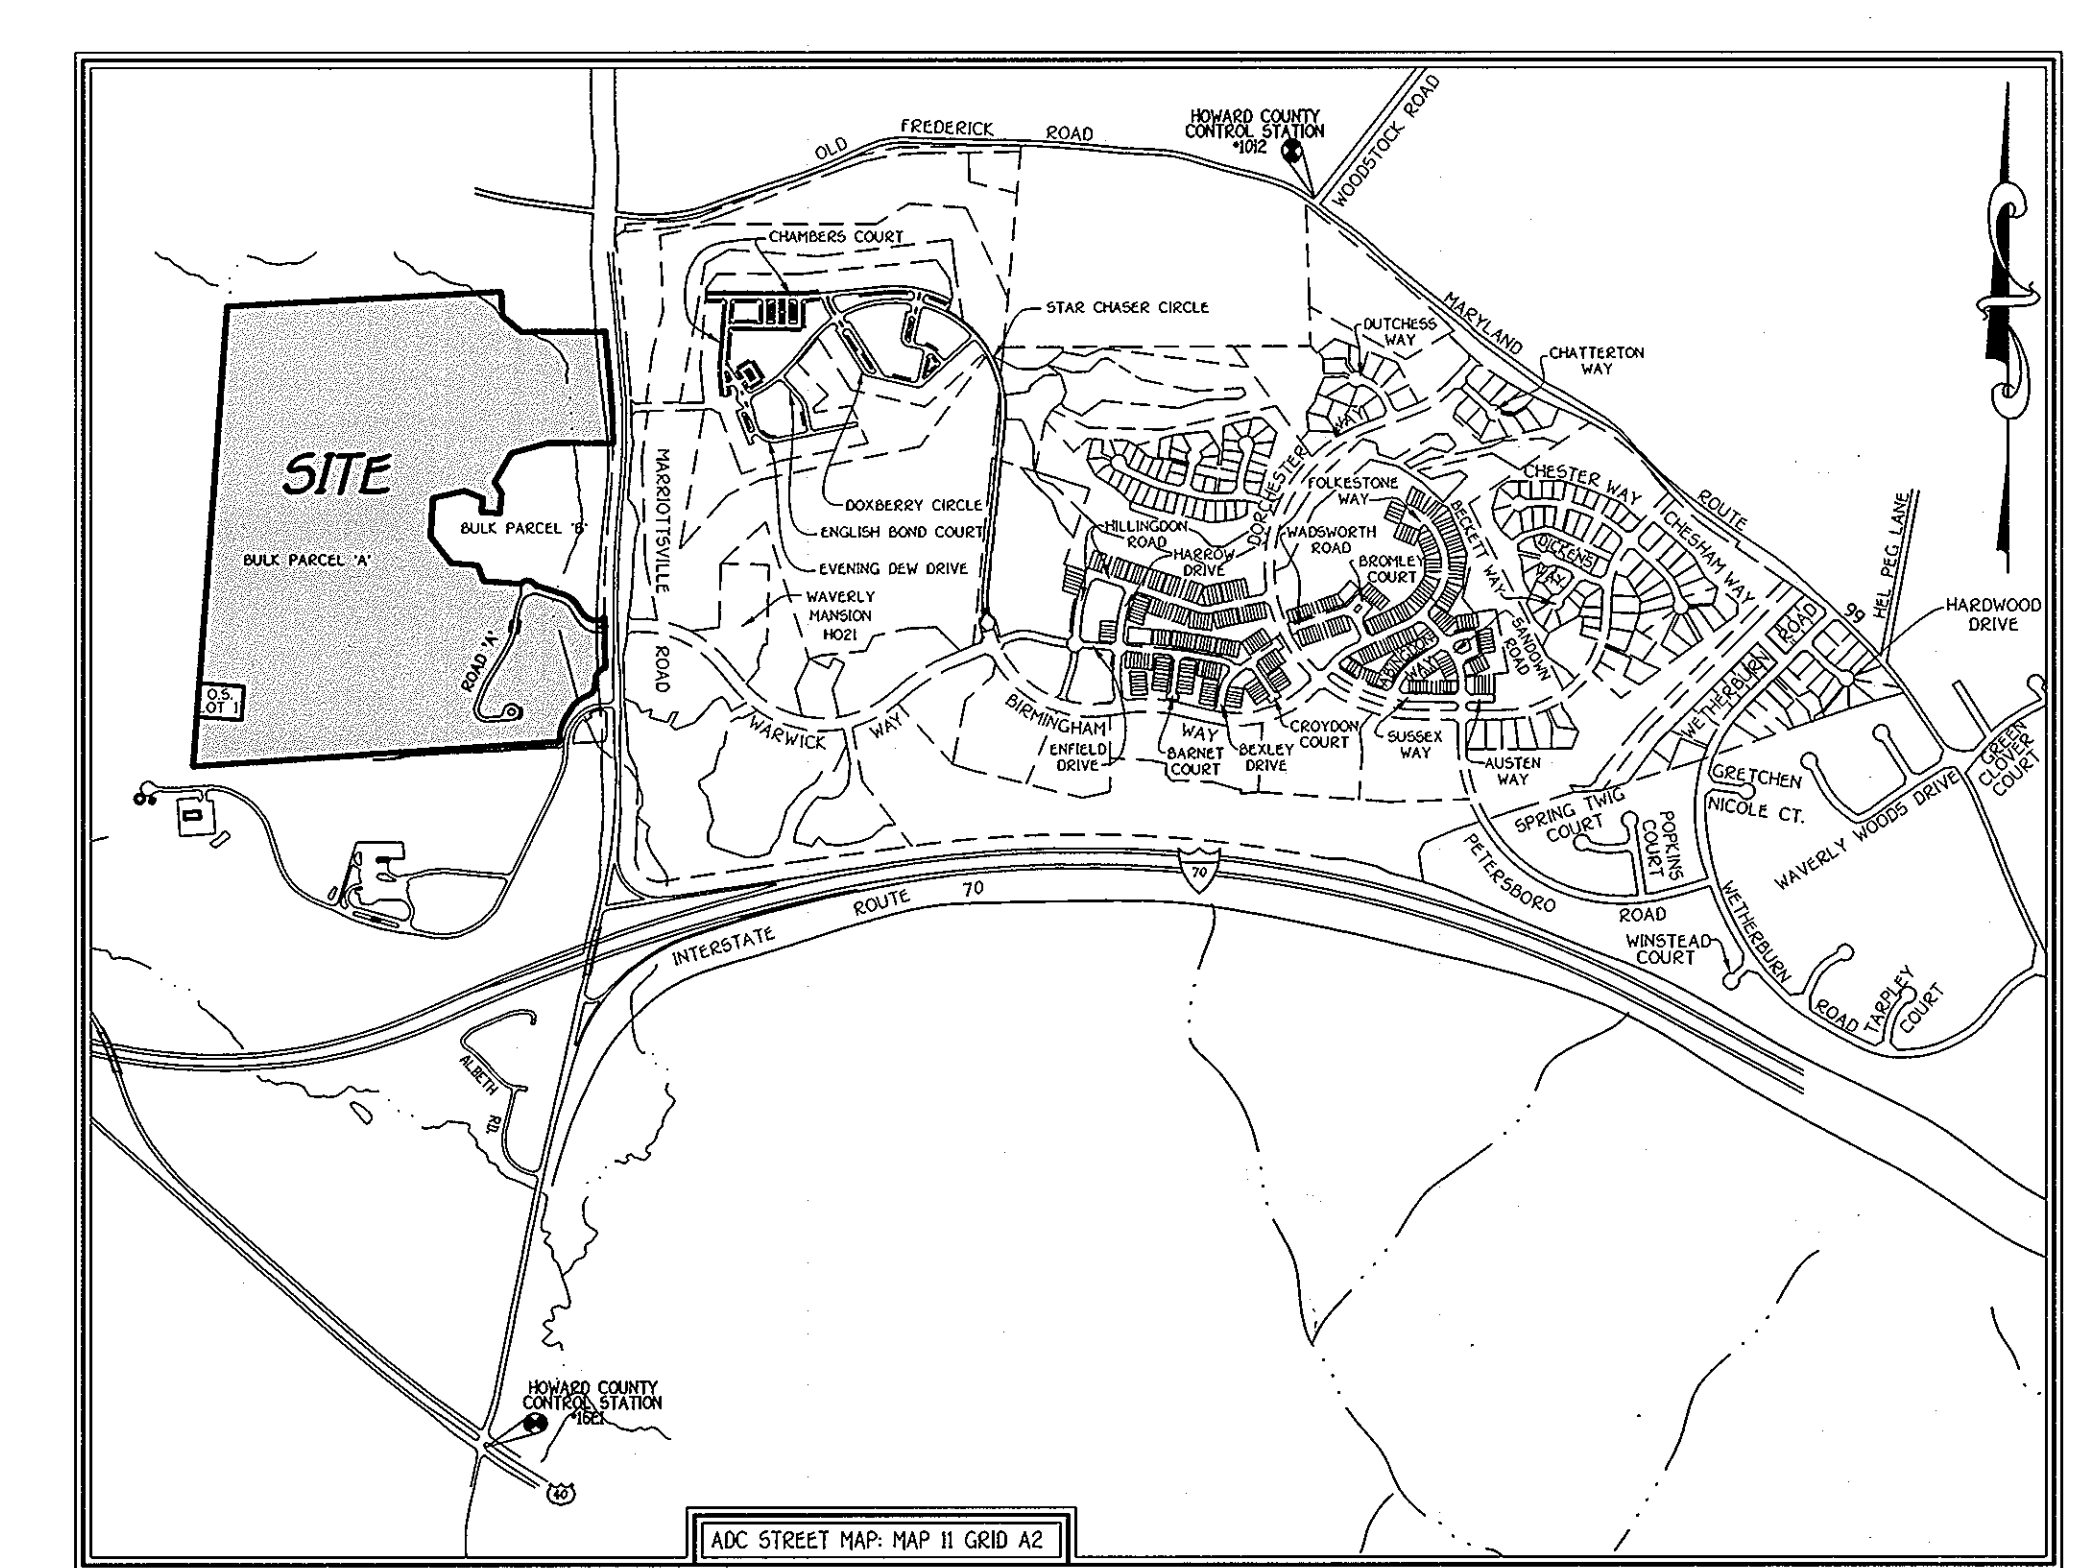 OLD FREDERICK ROAD
HOWARD COUNTY
CONTROL STATION
*1012
WOODSTOCK ROAD
CHAMBERS COURT
STAR CHASER CIRCLE
MARYLAND
ROUTE
99
DUTCHESS
WAY
CHATTERTON
WAY
SITE
BULK PARCEL 'A'
BULK PARCEL 'B'
MARRIOTTSVILLE
ROAD
ROAD 'A'
O.S.
LOT 1
DOXBERRY CIRCLE
ENGLISH BOND COURT
EVENING DEW DRIVE
WAVERLY
MANSION
HO21
WARWICK WAY
DORCHESTER
WAY
FOLKESTONE
WAY
BECKETT WAY
CHESTER WAY
CHESHAM WAY
DICKENS
WAY
HEL PEG LANE
HILLINGDON
ROAD
HARROW
DRIVE
WADSWORTH
ROAD
BROMLEY
COURT
SANDOWN
ROAD
ABINGDON
WAY
HARDWOOD
DRIVE
WETHERBURN
ROAD
BIRMINGHAM
WAY
ENFIELD
DRIVE
BARNET
COURT
BEXLEY
DRIVE
CROYDON
COURT
SUSSEX
WAY
AUSTEN
WAY
GREEN
CLOVER
COURT
GRETCHEN
NICOLE CT.
SPRING TWIG
COURT
POPKINS
COURT
WAVERLY WOODS DRIVE
PETERSBORO
ROAD
WETHERBURN
ROAD
WINSTEAD
COURT
TARPLEY
COURT
INTERSTATE ROUTE 70
70
ALBETH
RD.
HOWARD COUNTY
CONTROL STATION
*16E1
40
ADC STREET MAP: MAP 11 GRID A2